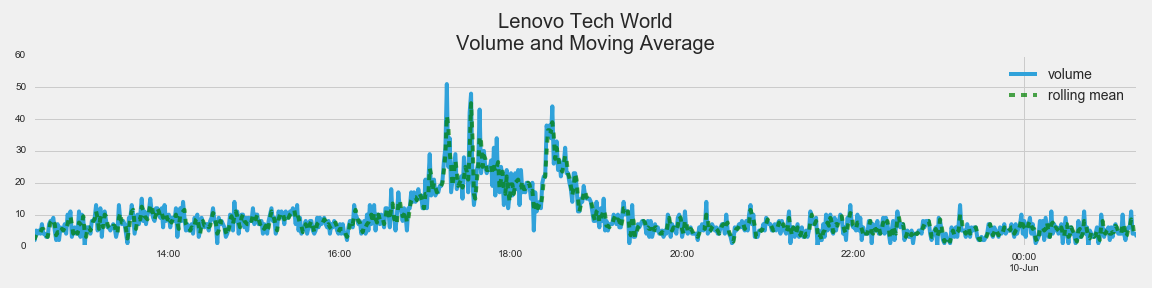 Lenovo Tech World
Volume and Moving Average
60
50
40
30
20
10
0
volume
rolling mean
14:00
16:00
18:00
20:00
22:00
00:00
10-Jun